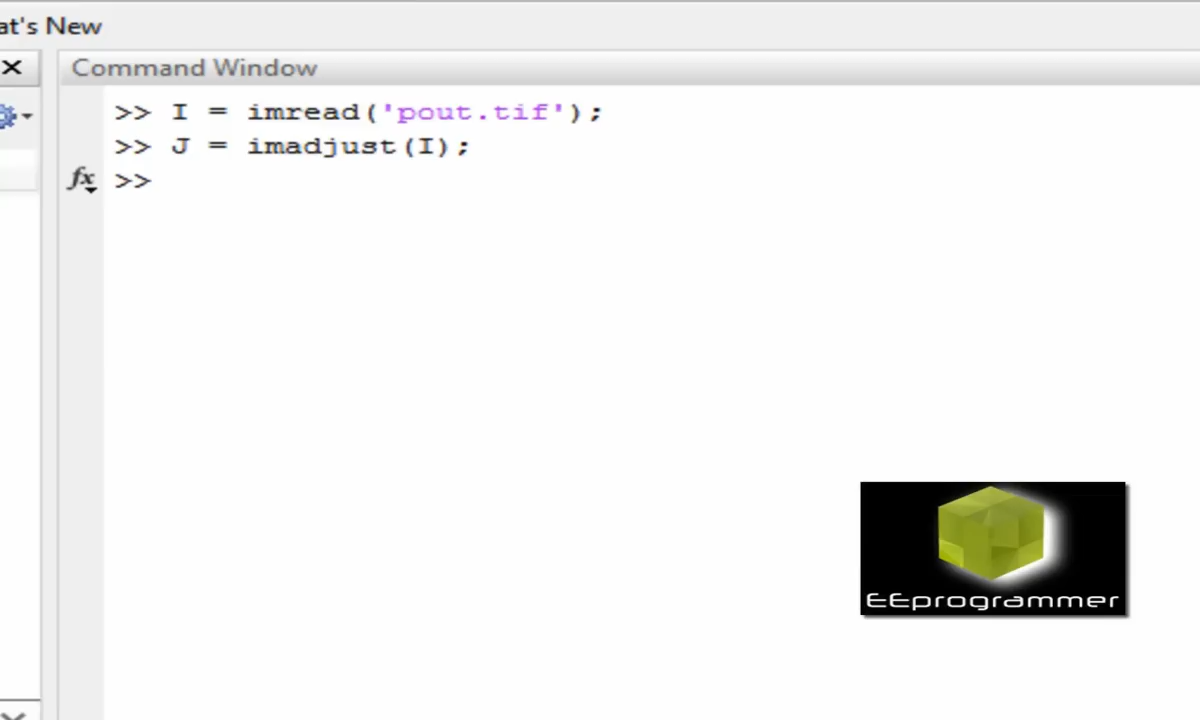 at's New
Command Window
>> I = imread('pout.tif');
>> J = imadjust(I);
fx >>
EEprogrammer